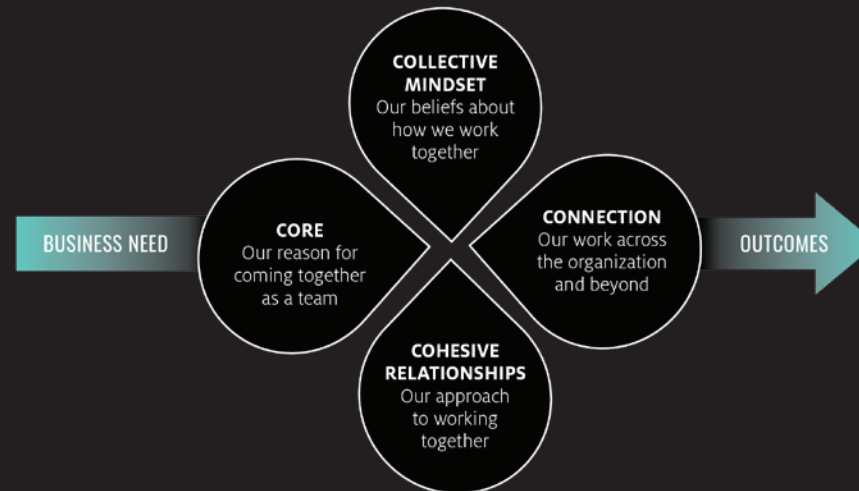 COLLECTIVE
MINDSET
Our beliefs about
how we work
together
BUSINESS NEED
CORE
Our reason for
coming together
as a team
CONNECTION
Our work across
the organization
and beyond
OUTCOMES
COHESIVE
RELATIONSHIPS
Our approach
to working
together